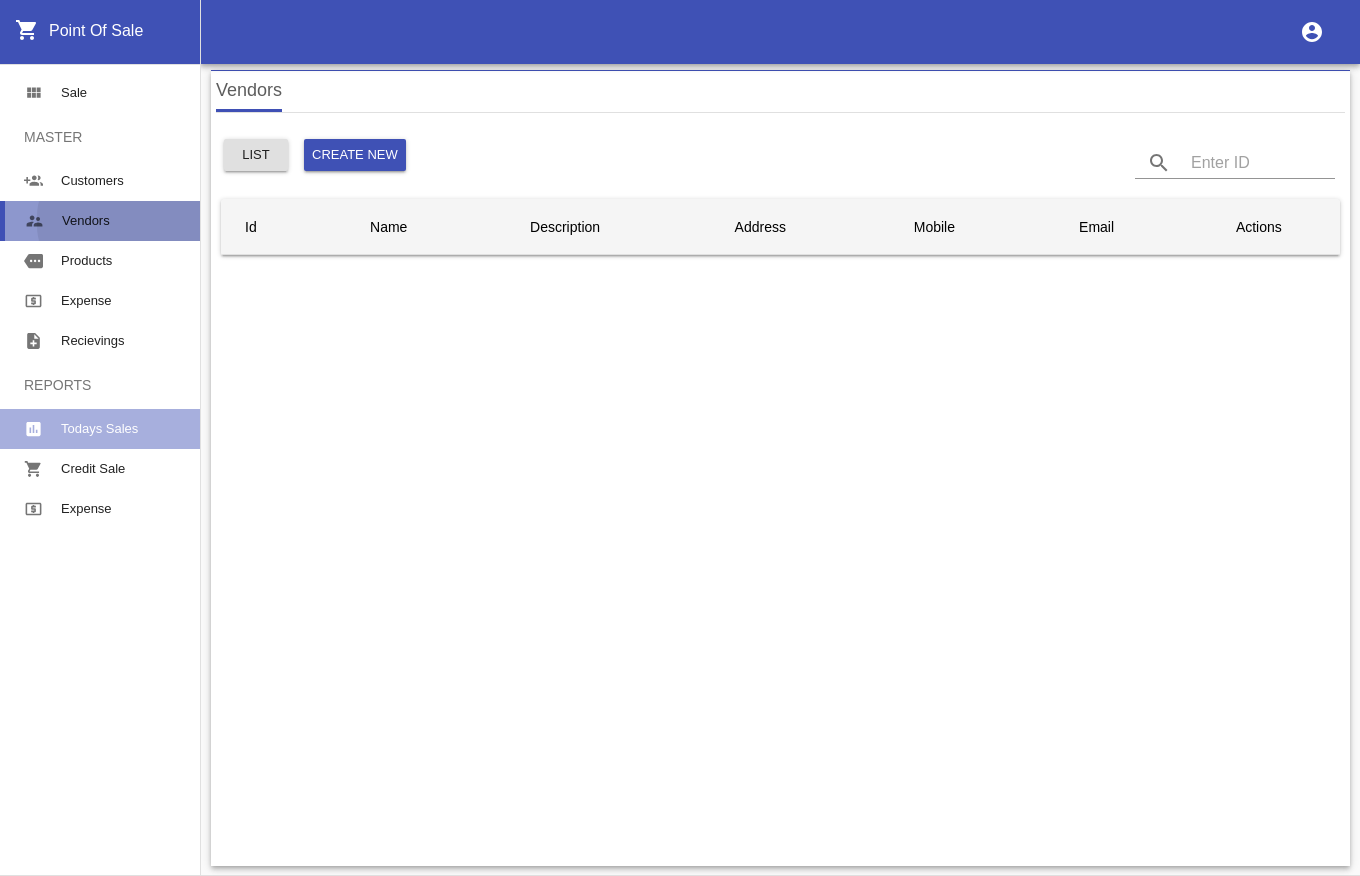 Point Of Sale
Sale
MASTER
Customers
Vendors
Products
Expense
Recievings
REPORTS
Todays Sales
Credit Sale
Expense
Vendors
LIST CREATE NEW
Enter ID
Id Name Description Address Mobile Email Actions